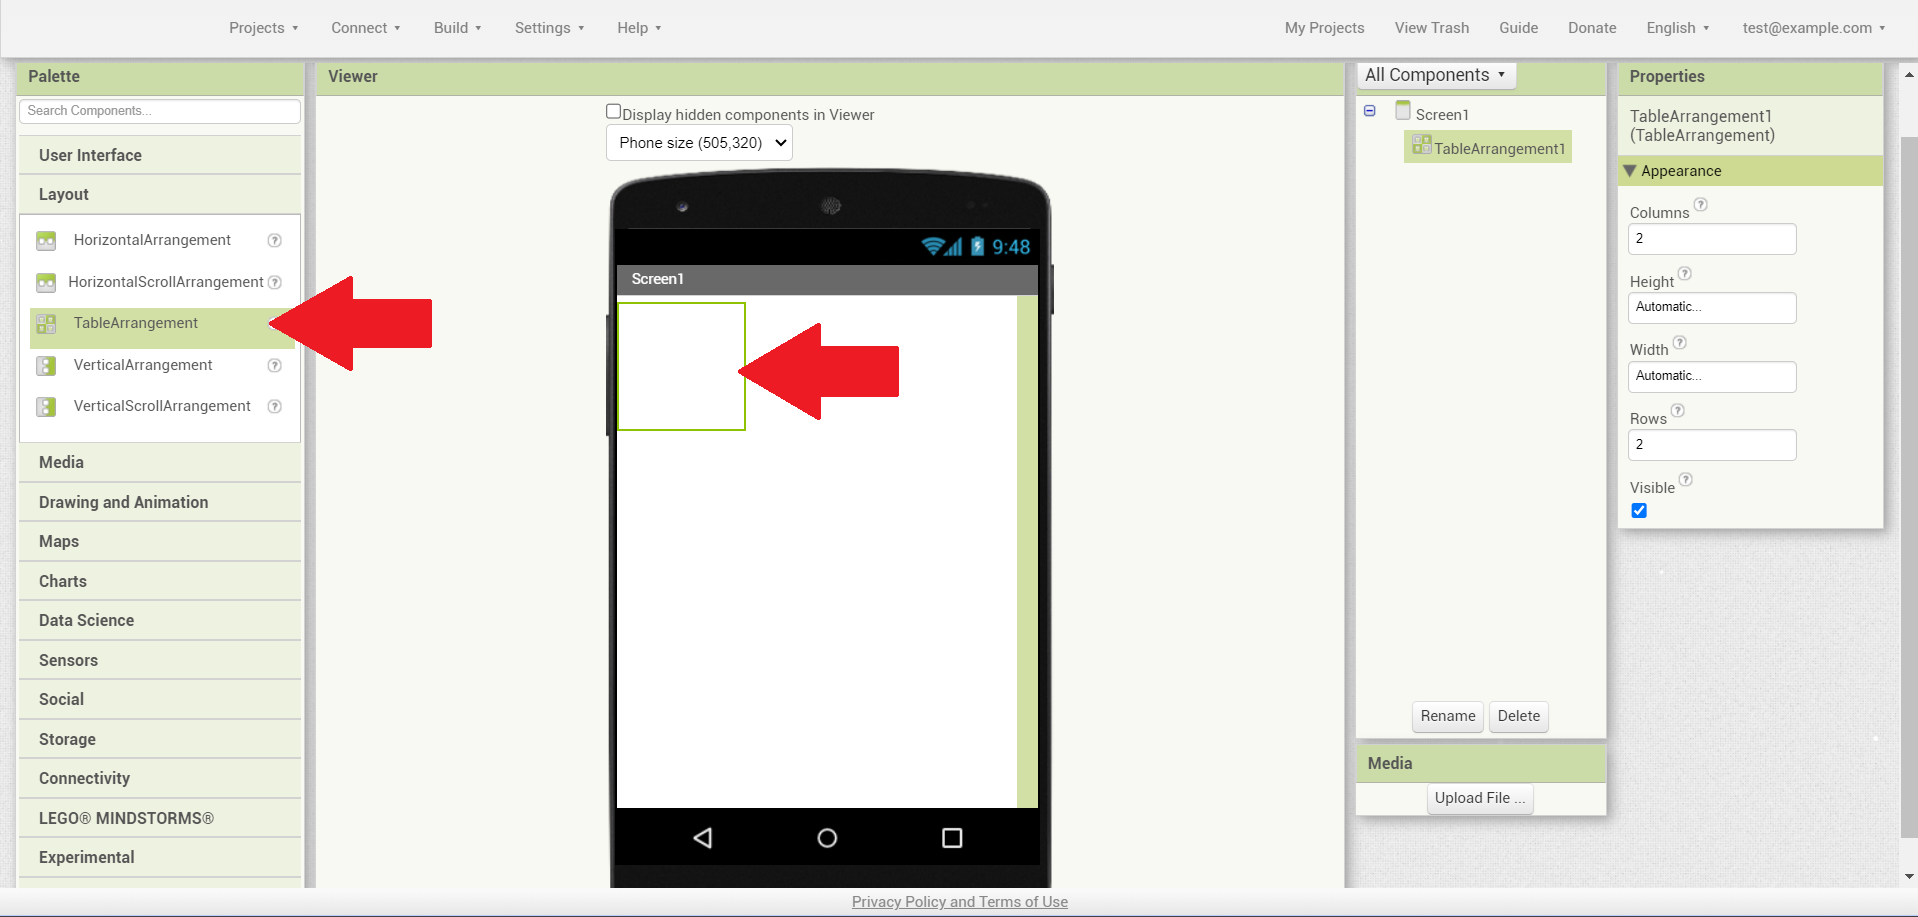 Projects
Connect
Build
Settings
Help
My Projects
View Trash
Guide
Donate
English
test@example.com
Palette
Search Components...
User Interface
Layout
HorizontalArrangement ?
HorizontalScrollArrangement ?
TableArrangement
VerticalArrangement ?
VerticalScrollArrangement ?
Media
Drawing and Animation
Maps
Charts
Data Science
Sensors
Social
Storage
Connectivity
LEGO® MINDSTORMS®
Experimental
Viewer
Display hidden components in Viewer
Phone size (505,320)
9:48
Screen1
All Components
Screen1
TableArrangement1
Rename
Delete
Media
Upload File ...
Properties
TableArrangement1
(TableArrangement)
Appearance
Columns ?
2
Height ?
Automatic...
Width ?
Automatic...
Rows ?
2
Visible ?
Privacy Policy and Terms of Use